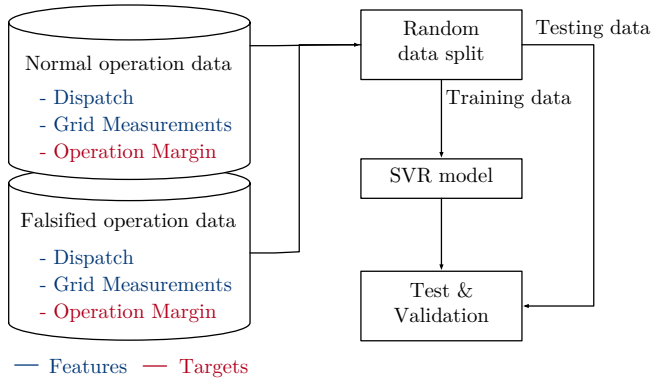 Normal operation data
- Dispatch
- Grid Measurements
- Operation Margin
Falsified operation data
- Dispatch
- Grid Measurements
- Operation Margin
Features
Targets
Random
data split
Testing data
Training data
SVR model
Test &
Validation